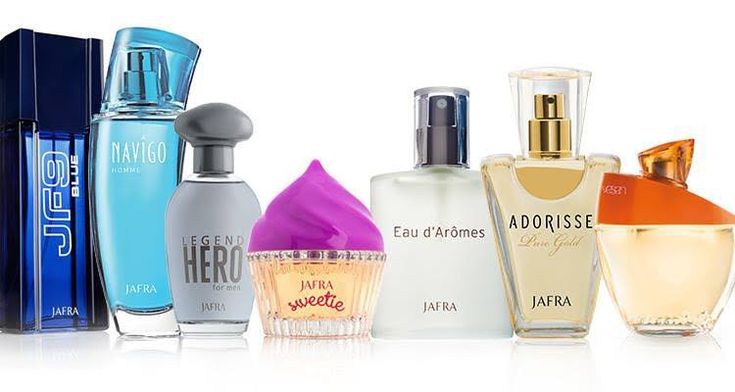 JF9
BLUE
JAFRA
NAVÎGO
HOMME
JAFRA
LEGEND
HERO
for men
JAFRA
JAFRA
sweetie
Eau d'Arômes
JAFRA
ADORISSE
Pure Gold
JAFRA